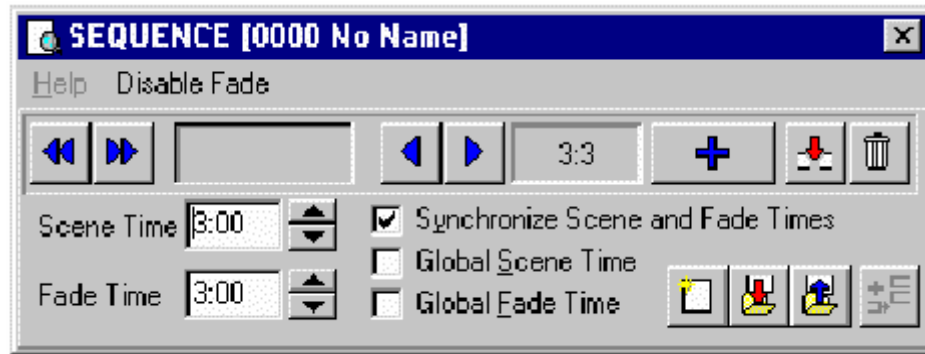 SEQUENCE [0000 No Name]
Help Disable Fade
3:3
Scene Time 3:00 Synchronize Scene and Fade Times
Global Scene Time
Fade Time 3:00 Global Fade Time